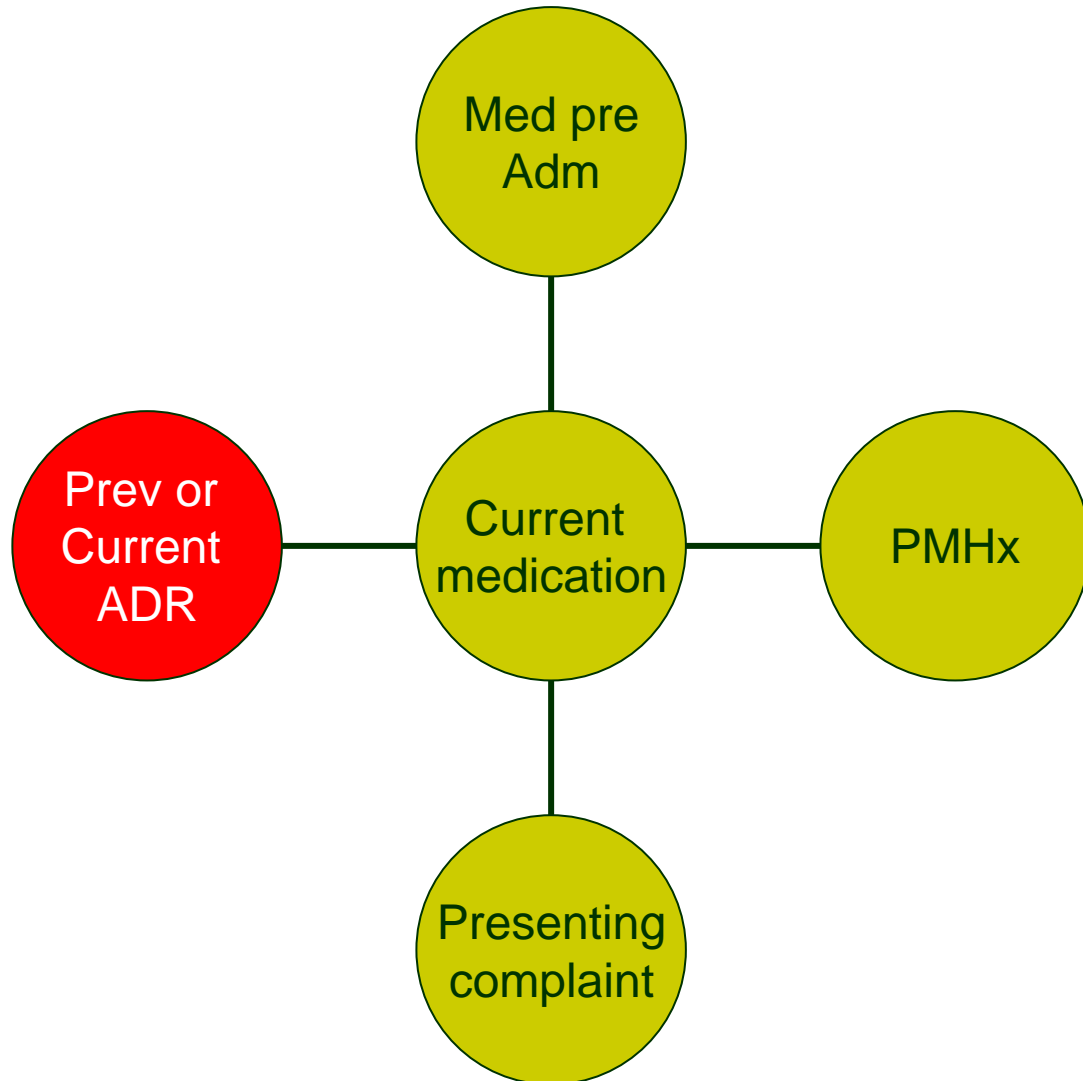 Med pre
Adm
Prev or
Current
ADR
Current
medication
PMHx
Presenting
complaint